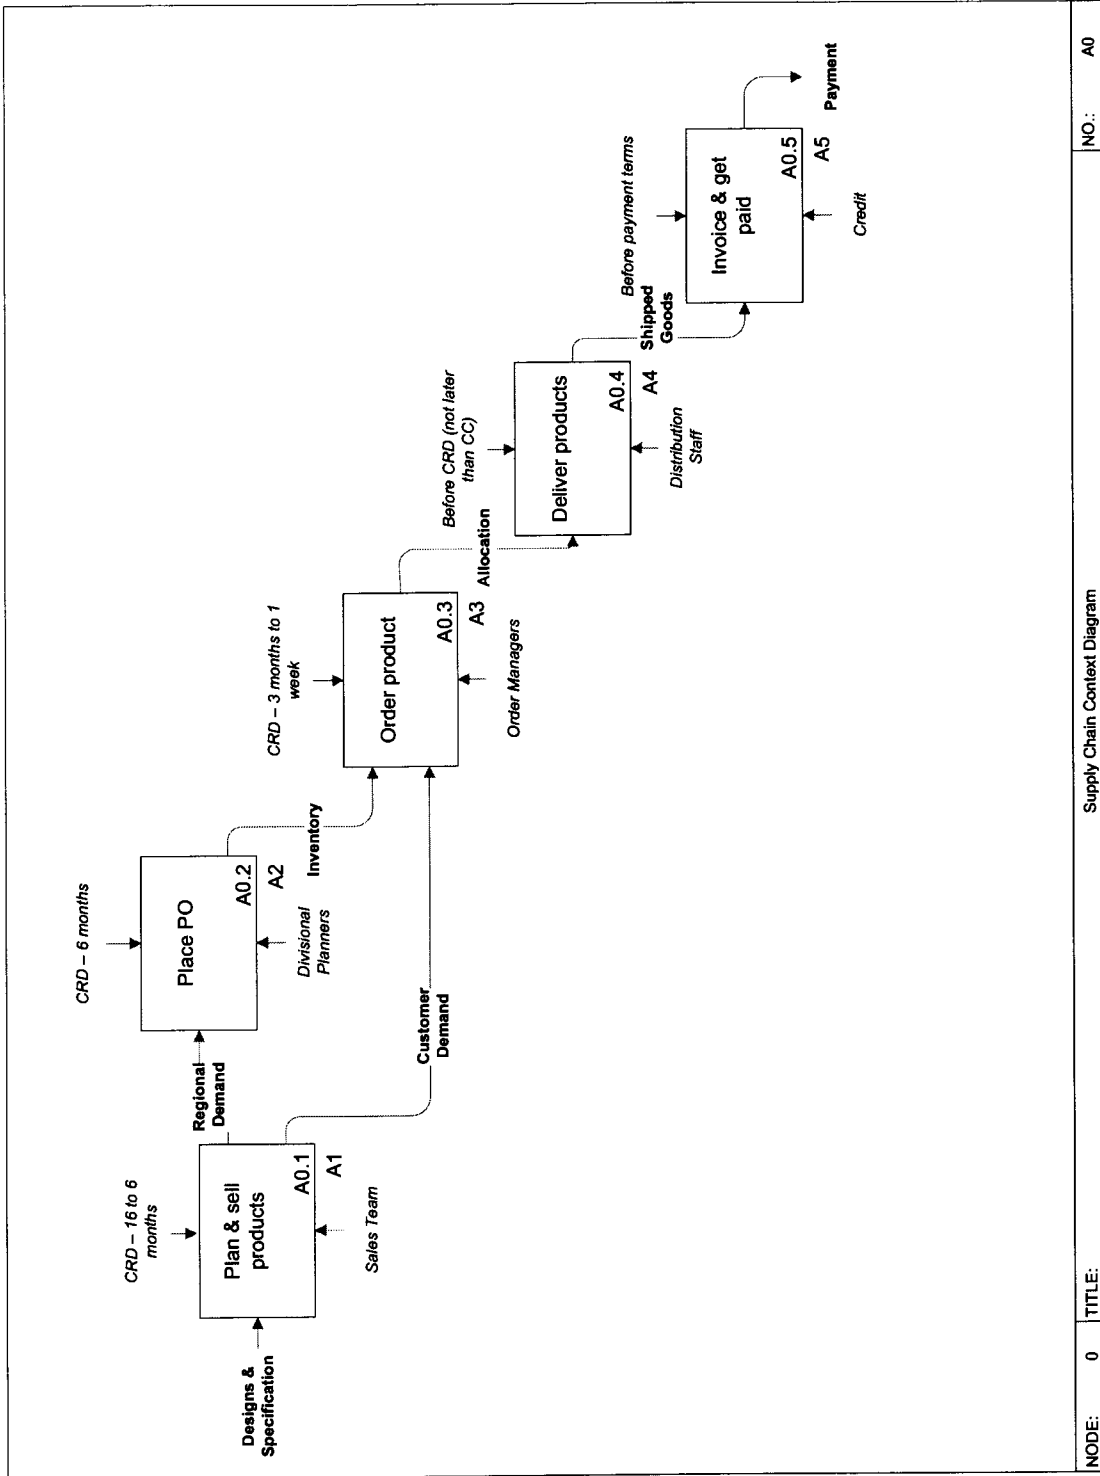 CRD – 16 to 6
months
Designs &
Specification
Plan & sell
products
A0.1
A1
Sales Team
Regional
Demand
Customer
Demand
CRD – 6 months
Place PO
A0.2
A2
Divisional
Planners
Inventory
CRD – 3 months to 1
week
Order product
A0.3
A3
Order Managers
Allocation
Before CRD (not later
than CC)
Deliver products
A0.4
A4
Distribution
Staff
Shipped
Goods
Before payment terms
Invoice & get
paid
A0.5
A5
Credit
Payment
NODE: 0 TITLE: Supply Chain Context Diagram NO.: A0